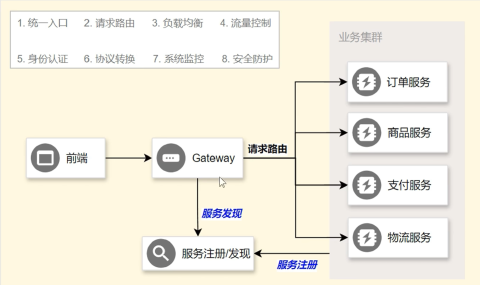 1. 统一入口 2. 请求路由 3. 负载均衡 4. 流量控制
5. 身份认证 6. 协议转换 7. 系统监控 8. 安全防护
业务集群
订单服务
商品服务
请求路由
前端
Gateway
支付服务
服务发现
物流服务
服务注册/发现
服务注册